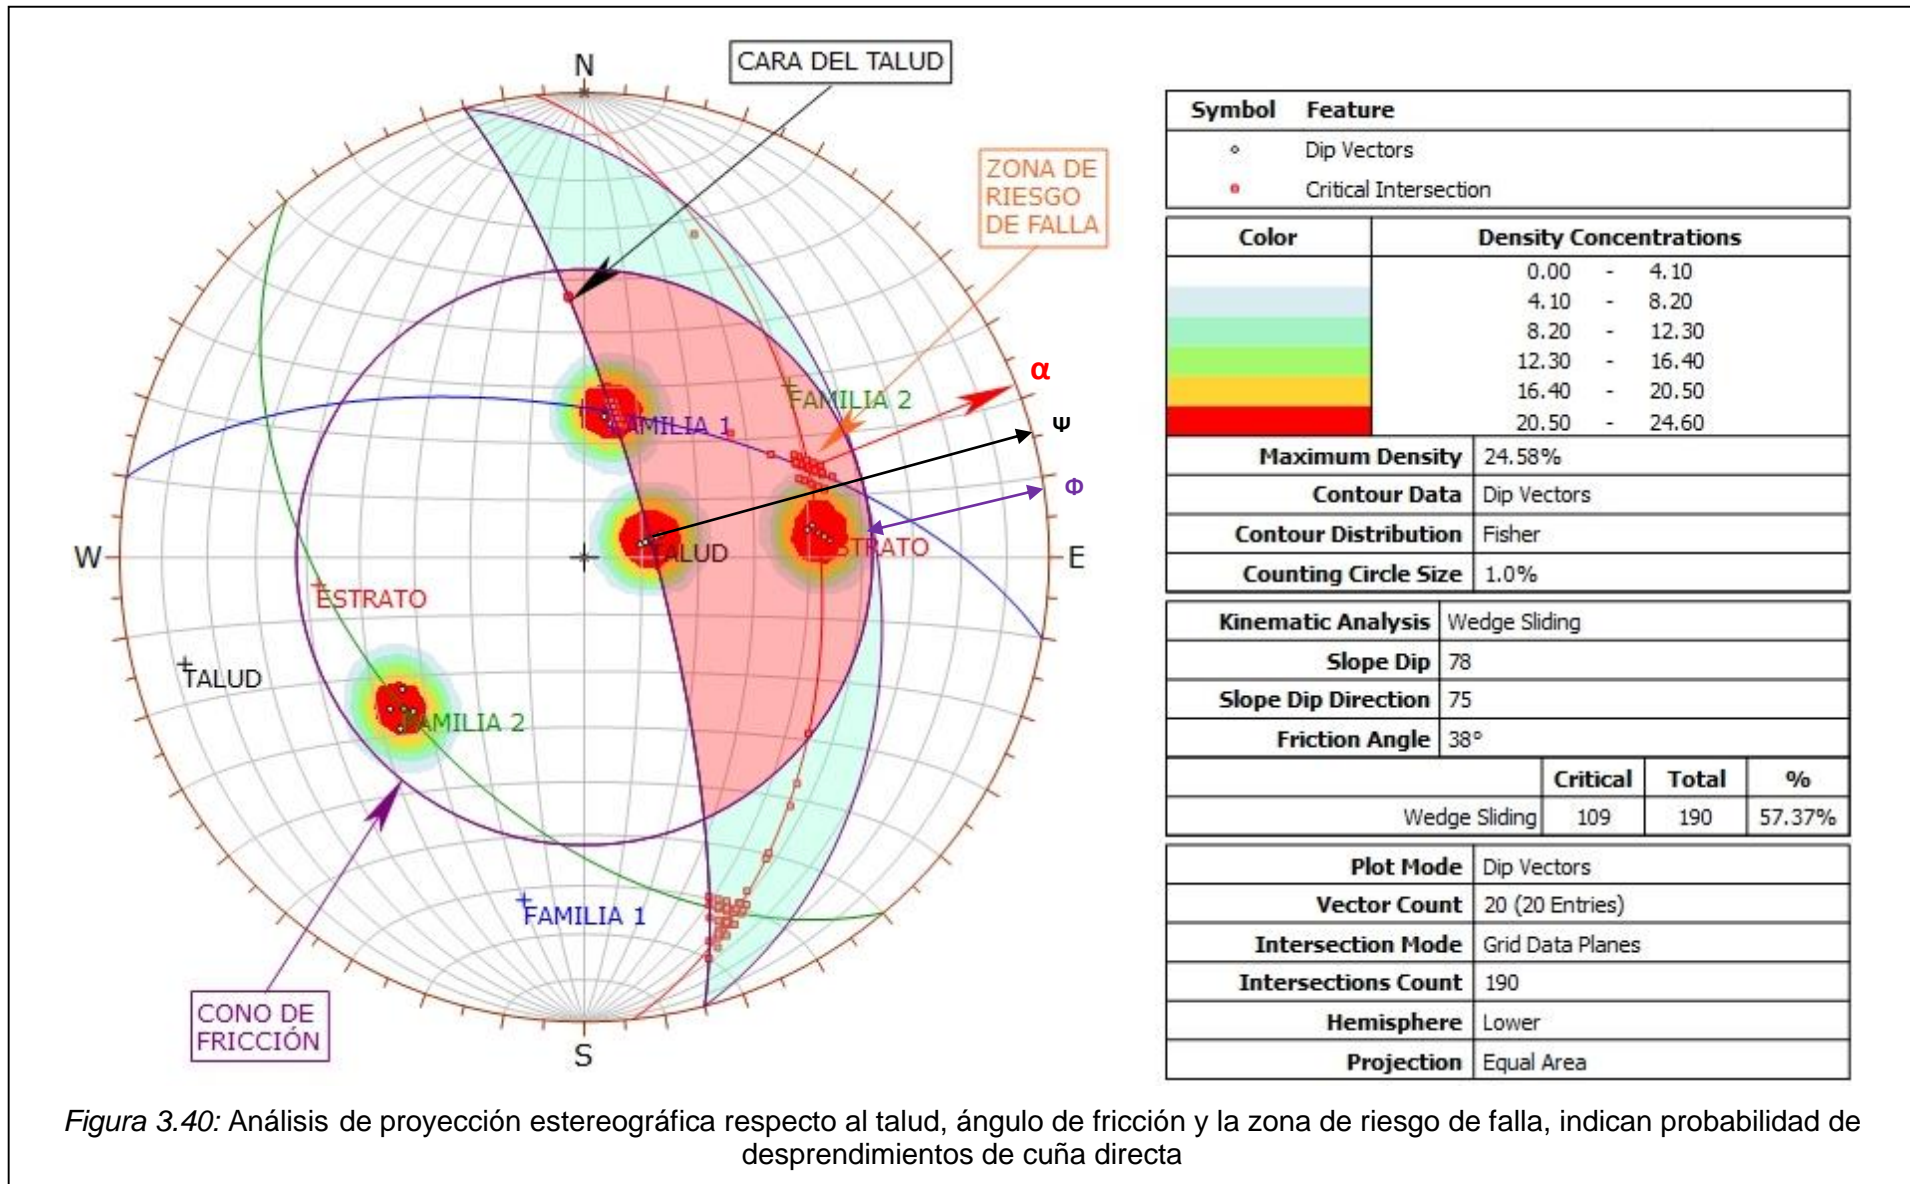 CARA DEL TALUD
N
ZONA DE
RIESGO
DE FALLA
α
FAMILIA 2
Ψ
FAMILIA 1
Φ
W
TALUD
ESTRATO
E
ESTRATO
TALUD
FAMILIA 2
FAMILIA 1
CONO DE
FRICCIÓN
S
Symbol Feature
Dip Vectors
Critical Intersection
Color Density Concentrations
0.00 - 4.10
4.10 - 8.20
8.20 - 12.30
12.30 - 16.40
16.40 - 20.50
20.50 - 24.60
Maximum Density 24.58%
Contour Data Dip Vectors
Contour Distribution Fisher
Counting Circle Size 1.0%
Kinematic Analysis Wedge Sliding
Slope Dip 78
Slope Dip Direction 75
Friction Angle 38°
Critical Total %
Wedge Sliding 109 190 57.37%
Plot Mode Dip Vectors
Vector Count 20 (20 Entries)
Intersection Mode Grid Data Planes
Intersections Count 190
Hemisphere Lower
Projection Equal Area
Figura 3.40: Análisis de proyección estereográfica respecto al talud, ángulo de fricción y la zona de riesgo de falla, indican probabilidad de
desprendimientos de cuña directa